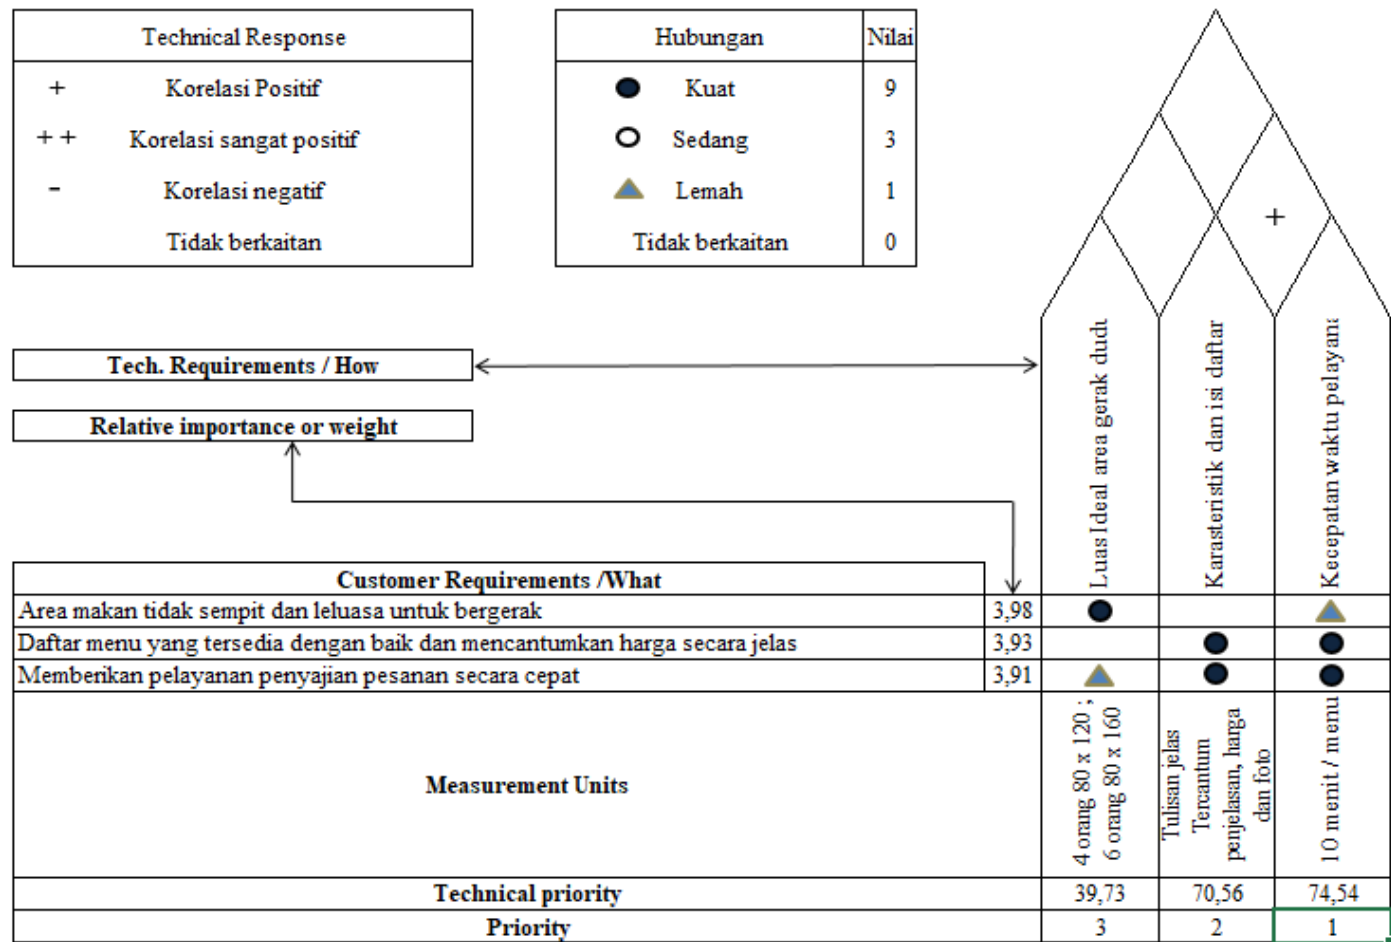 Technical Response
+ Korelasi Positif
+ + Korelasi sangat positif
- Korelasi negatif
Tidak berkaitan
Hubungan Nilai
Kuat 9
Sedang 3
Lemah 1
Tidak berkaitan 0
+
Tech. Requirements / How
Relative importance or weight
Luas Ideal area gerak dudu
Karasteristik dan isi daftar
Kecepatan waktu pelayana
Customer Requirements /What
Area makan tidak sempit dan leluasa untuk bergerak 3,98
Daftar menu yang tersedia dengan baik dan mencantumkan harga secara jelas 3,93
Memberikan pelayanan penyajian pesanan secara cepat 3,91
Measurement Units
4 orang 80 x 120 ;
6 orang 80 x 160
Tulisan jelas
Tercantum
penjelasan, harga
dan foto
10 menit / menu
Technical priority 39,73 70,56 74,54
Priority 3 2 1